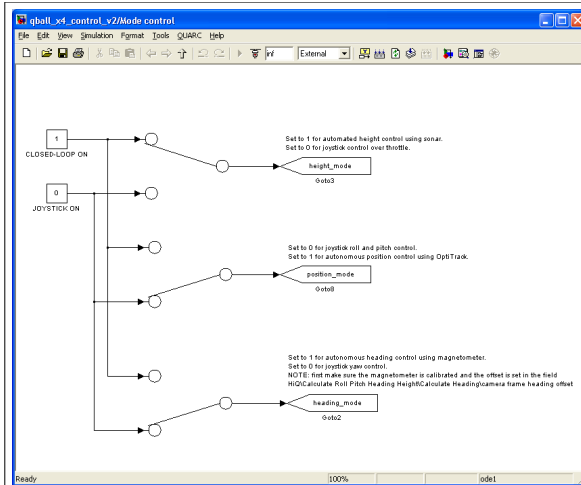 qball_x4_control_v2/Mode control
File Edit View Simulation Format Tools QUARC Help
inf External
1
CLOSED-LOOP ON
Set to 1 for automated height control using sonar.
Set to 0 for joystick control over throttle.
height_mode
Goto3
0
JOYSTICK ON
Set to 0 for joystick roll and pitch control.
Set to 1 for autonomous position control using OptiTrack.
position_mode
Goto8
Set to 1 for autonomous heading control using magnetometer.
Set to 0 for joystick yaw control.
NOTE: first make sure the magnetometer is calibrated and the offset is set in the field
HiQ\Calculate Roll Pitch Heading Height\Calculate Heading\camera frame heading offset
heading_mode
Goto2
Ready 100% ode1